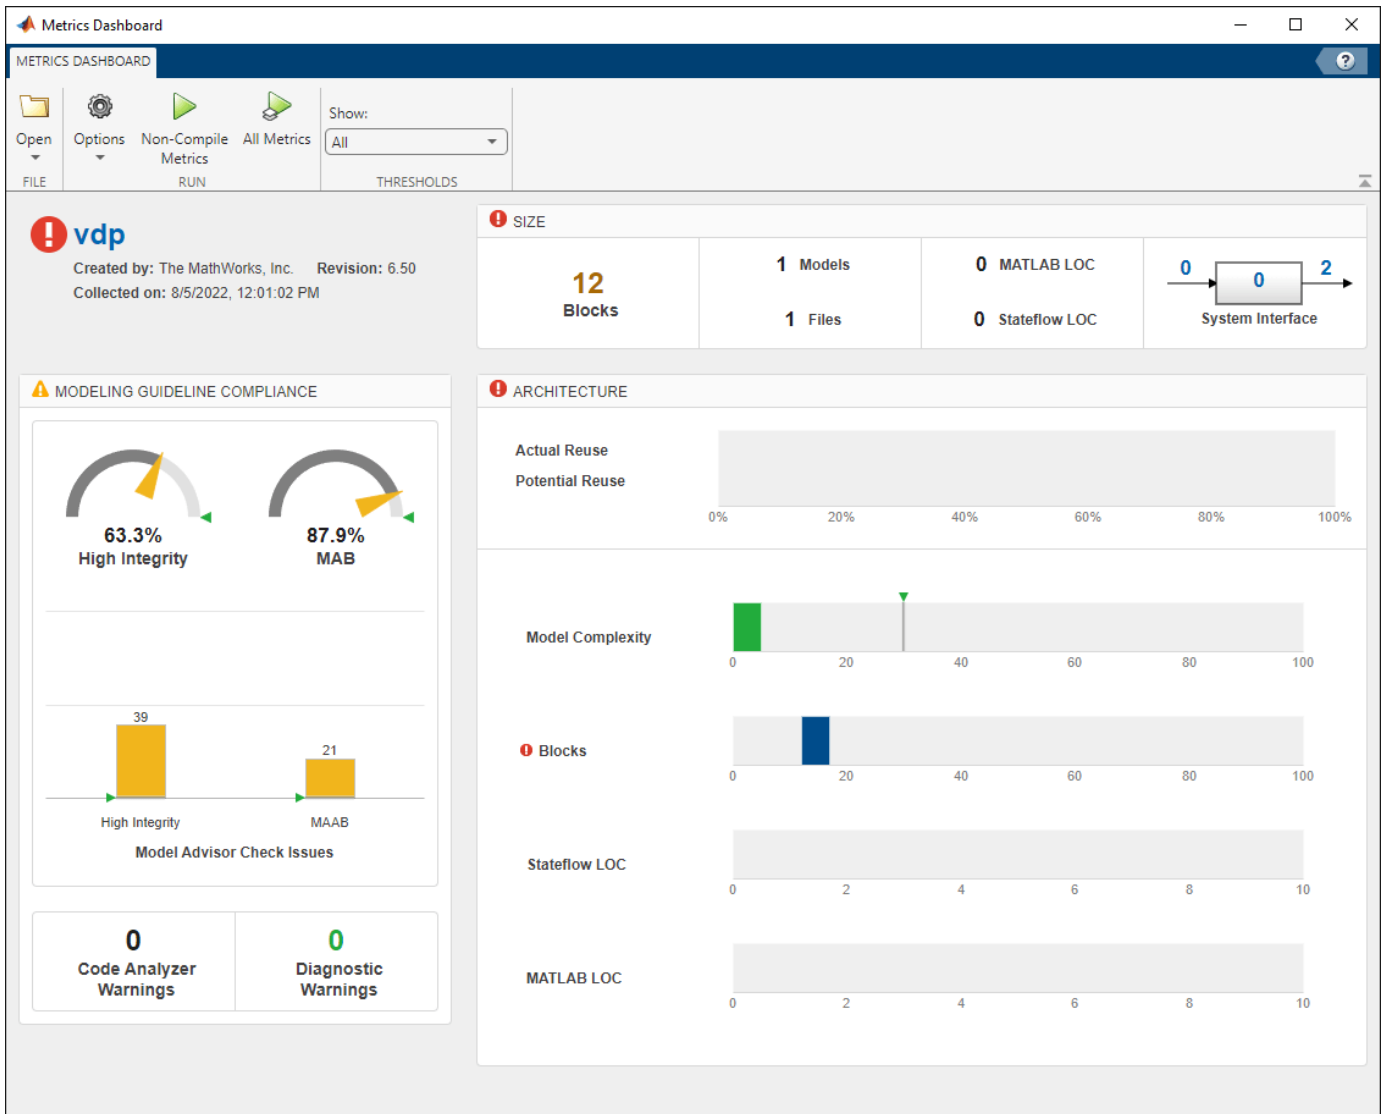 Metrics Dashboard
METRICS DASHBOARD
?
Open
Options
Non-Compile
Metrics
All Metrics
Show:
All
FILE
RUN
THRESHOLDS
vdp
Created by: The MathWorks, Inc. Revision: 6.50
Collected on: 8/5/2022, 12:01:02 PM
SIZE
12
Blocks
1 Models
1 Files
0 MATLAB LOC
0 Stateflow LOC
0
0
2
System Interface
MODELING GUIDELINE COMPLIANCE
63.3%
High Integrity
87.9%
MAB
39
21
High Integrity
MAAB
Model Advisor Check Issues
0
Code Analyzer
Warnings
0
Diagnostic
Warnings
ARCHITECTURE
Actual Reuse
Potential Reuse
0% 20% 40% 60% 80% 100%
Model Complexity
0 20 40 60 80 100
Blocks
0 20 40 60 80 100
Stateflow LOC
0 2 4 6 8 10
MATLAB LOC
0 2 4 6 8 10